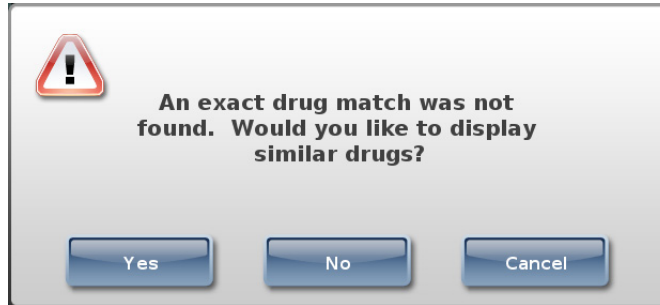 An exact drug match was not
found.  Would you like to display
similar drugs?
Yes
No
Cancel